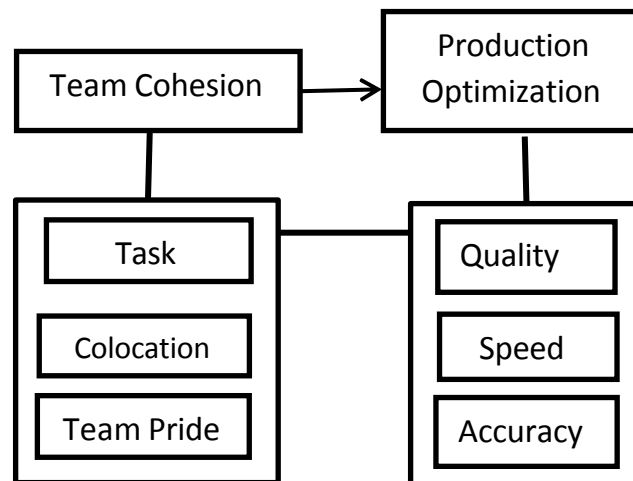 Team Cohesion
Production
Optimization
Task
Colocation
Team Pride
Quality
Speed
Accuracy